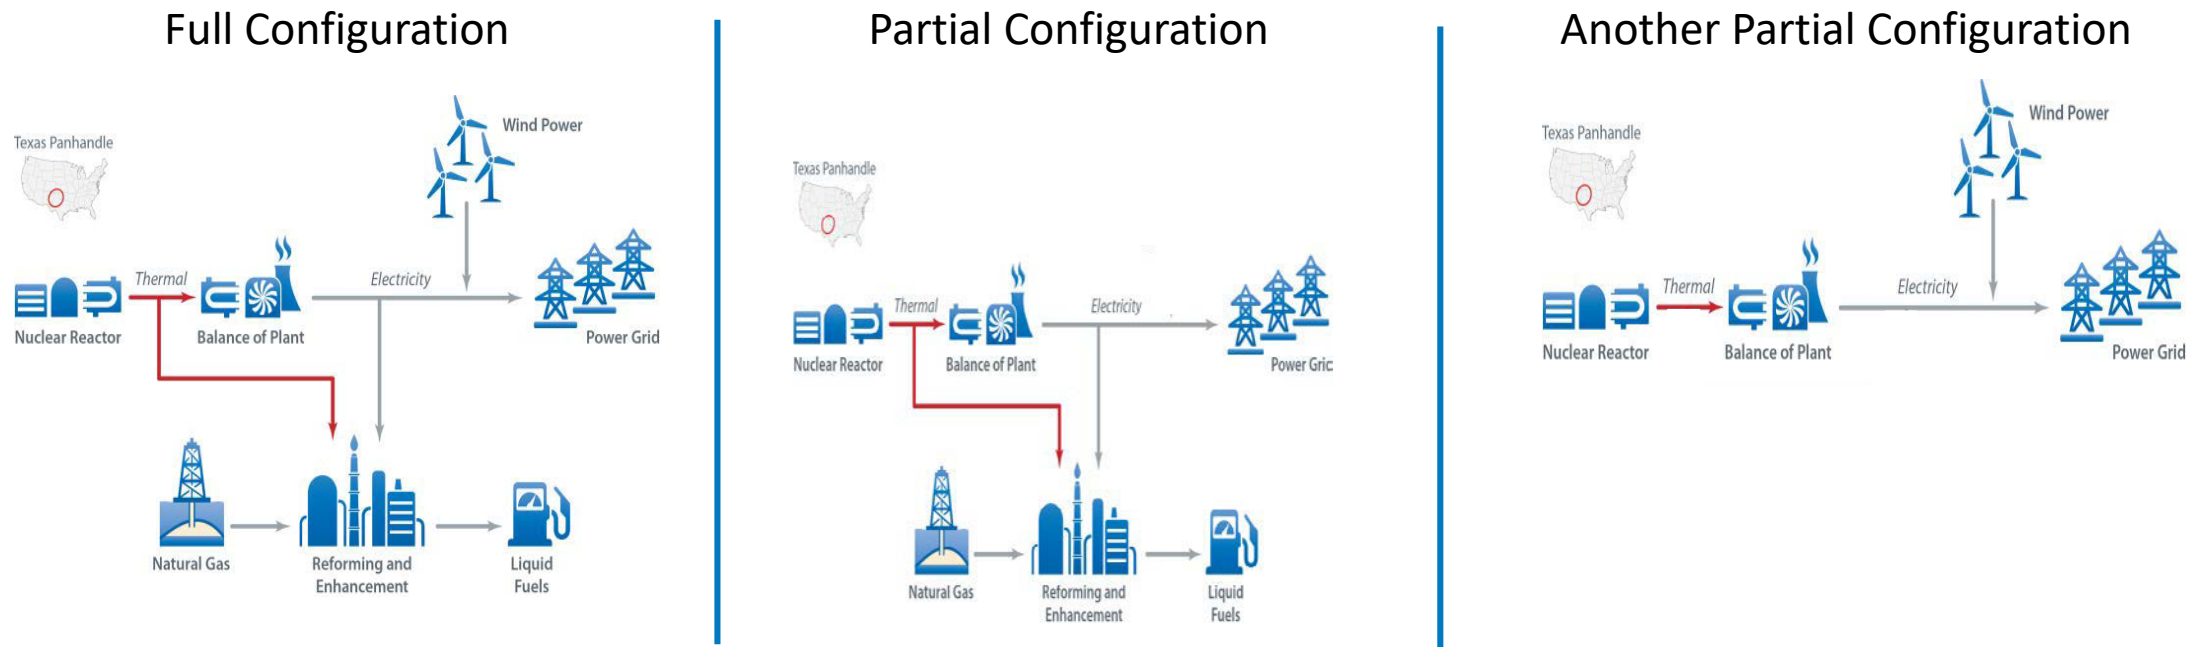 Full Configuration
Wind Power
Texas Panhandle
Thermal
Electricity
Nuclear Reactor
Balance of Plant
Power Grid
Natural Gas
Reforming and
Enhancement
Liquid
Fuels
Partial Configuration
Texas Panhandle
Thermal
Electricity
Nuclear Reactor
Balance of Plant
Power Gric
Natural Gas
Reforming and
Enhancement
Liquid
Fuels
Another Partial Configuration
Wind Power
Texas Panhandle
Thermal
Electricity
Nuclear Reactor
Balance of Plant
Power Grid